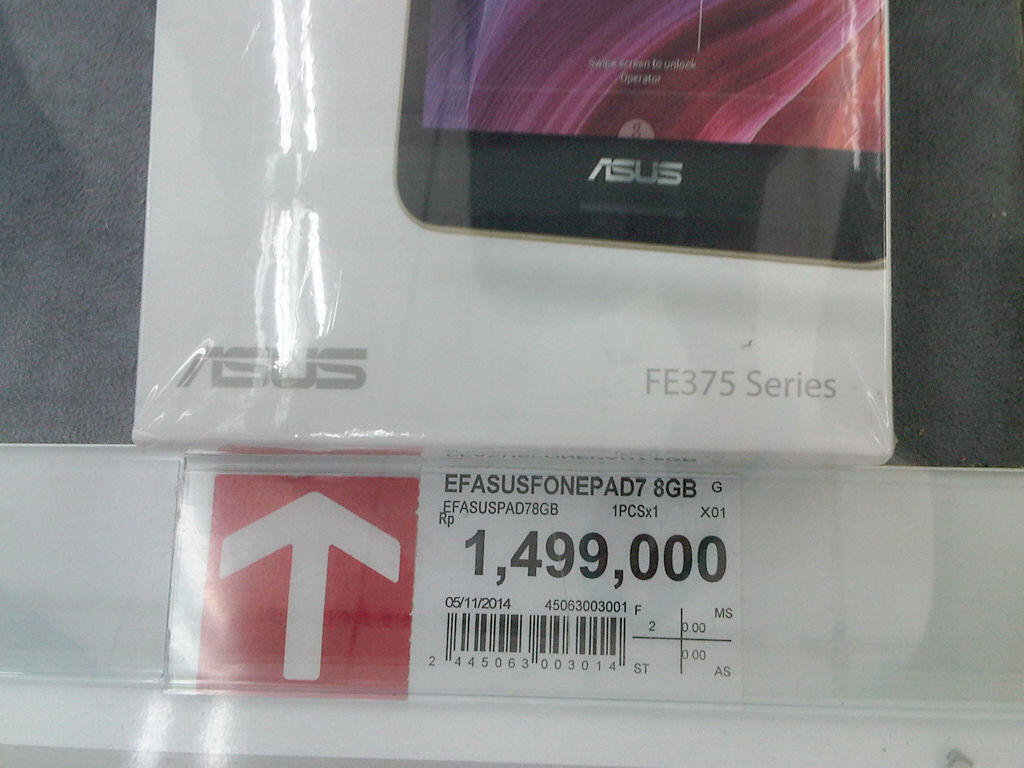 Swipe screen to unlock
Operator
ASUS
ASUS
FE375 Series
EFASUSFONEPAD7 8GB G
EFASUSPAD78GB 1PCSx1 X01
Rp
1,499,000
05/11/2014 45063003001 F
2 0.00 MS
0.00
ST AS
2 445063 003014